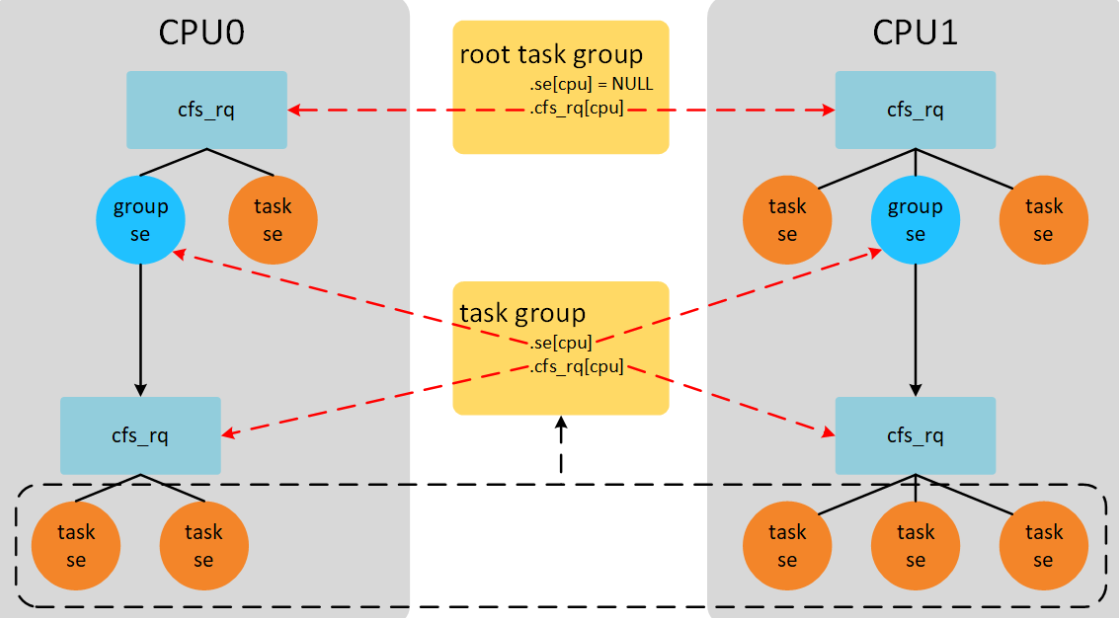 CPU0
cfs_rq
group
se
task
se
cfs_rq
task
se
task
se
root task group
.se[cpu] = NULL
.cfs_rq[cpu]
task group
.se[cpu]
.cfs_rq[cpu]
CPU1
cfs_rq
task
se
group
se
task
se
cfs_rq
task
se
task
se
task
se